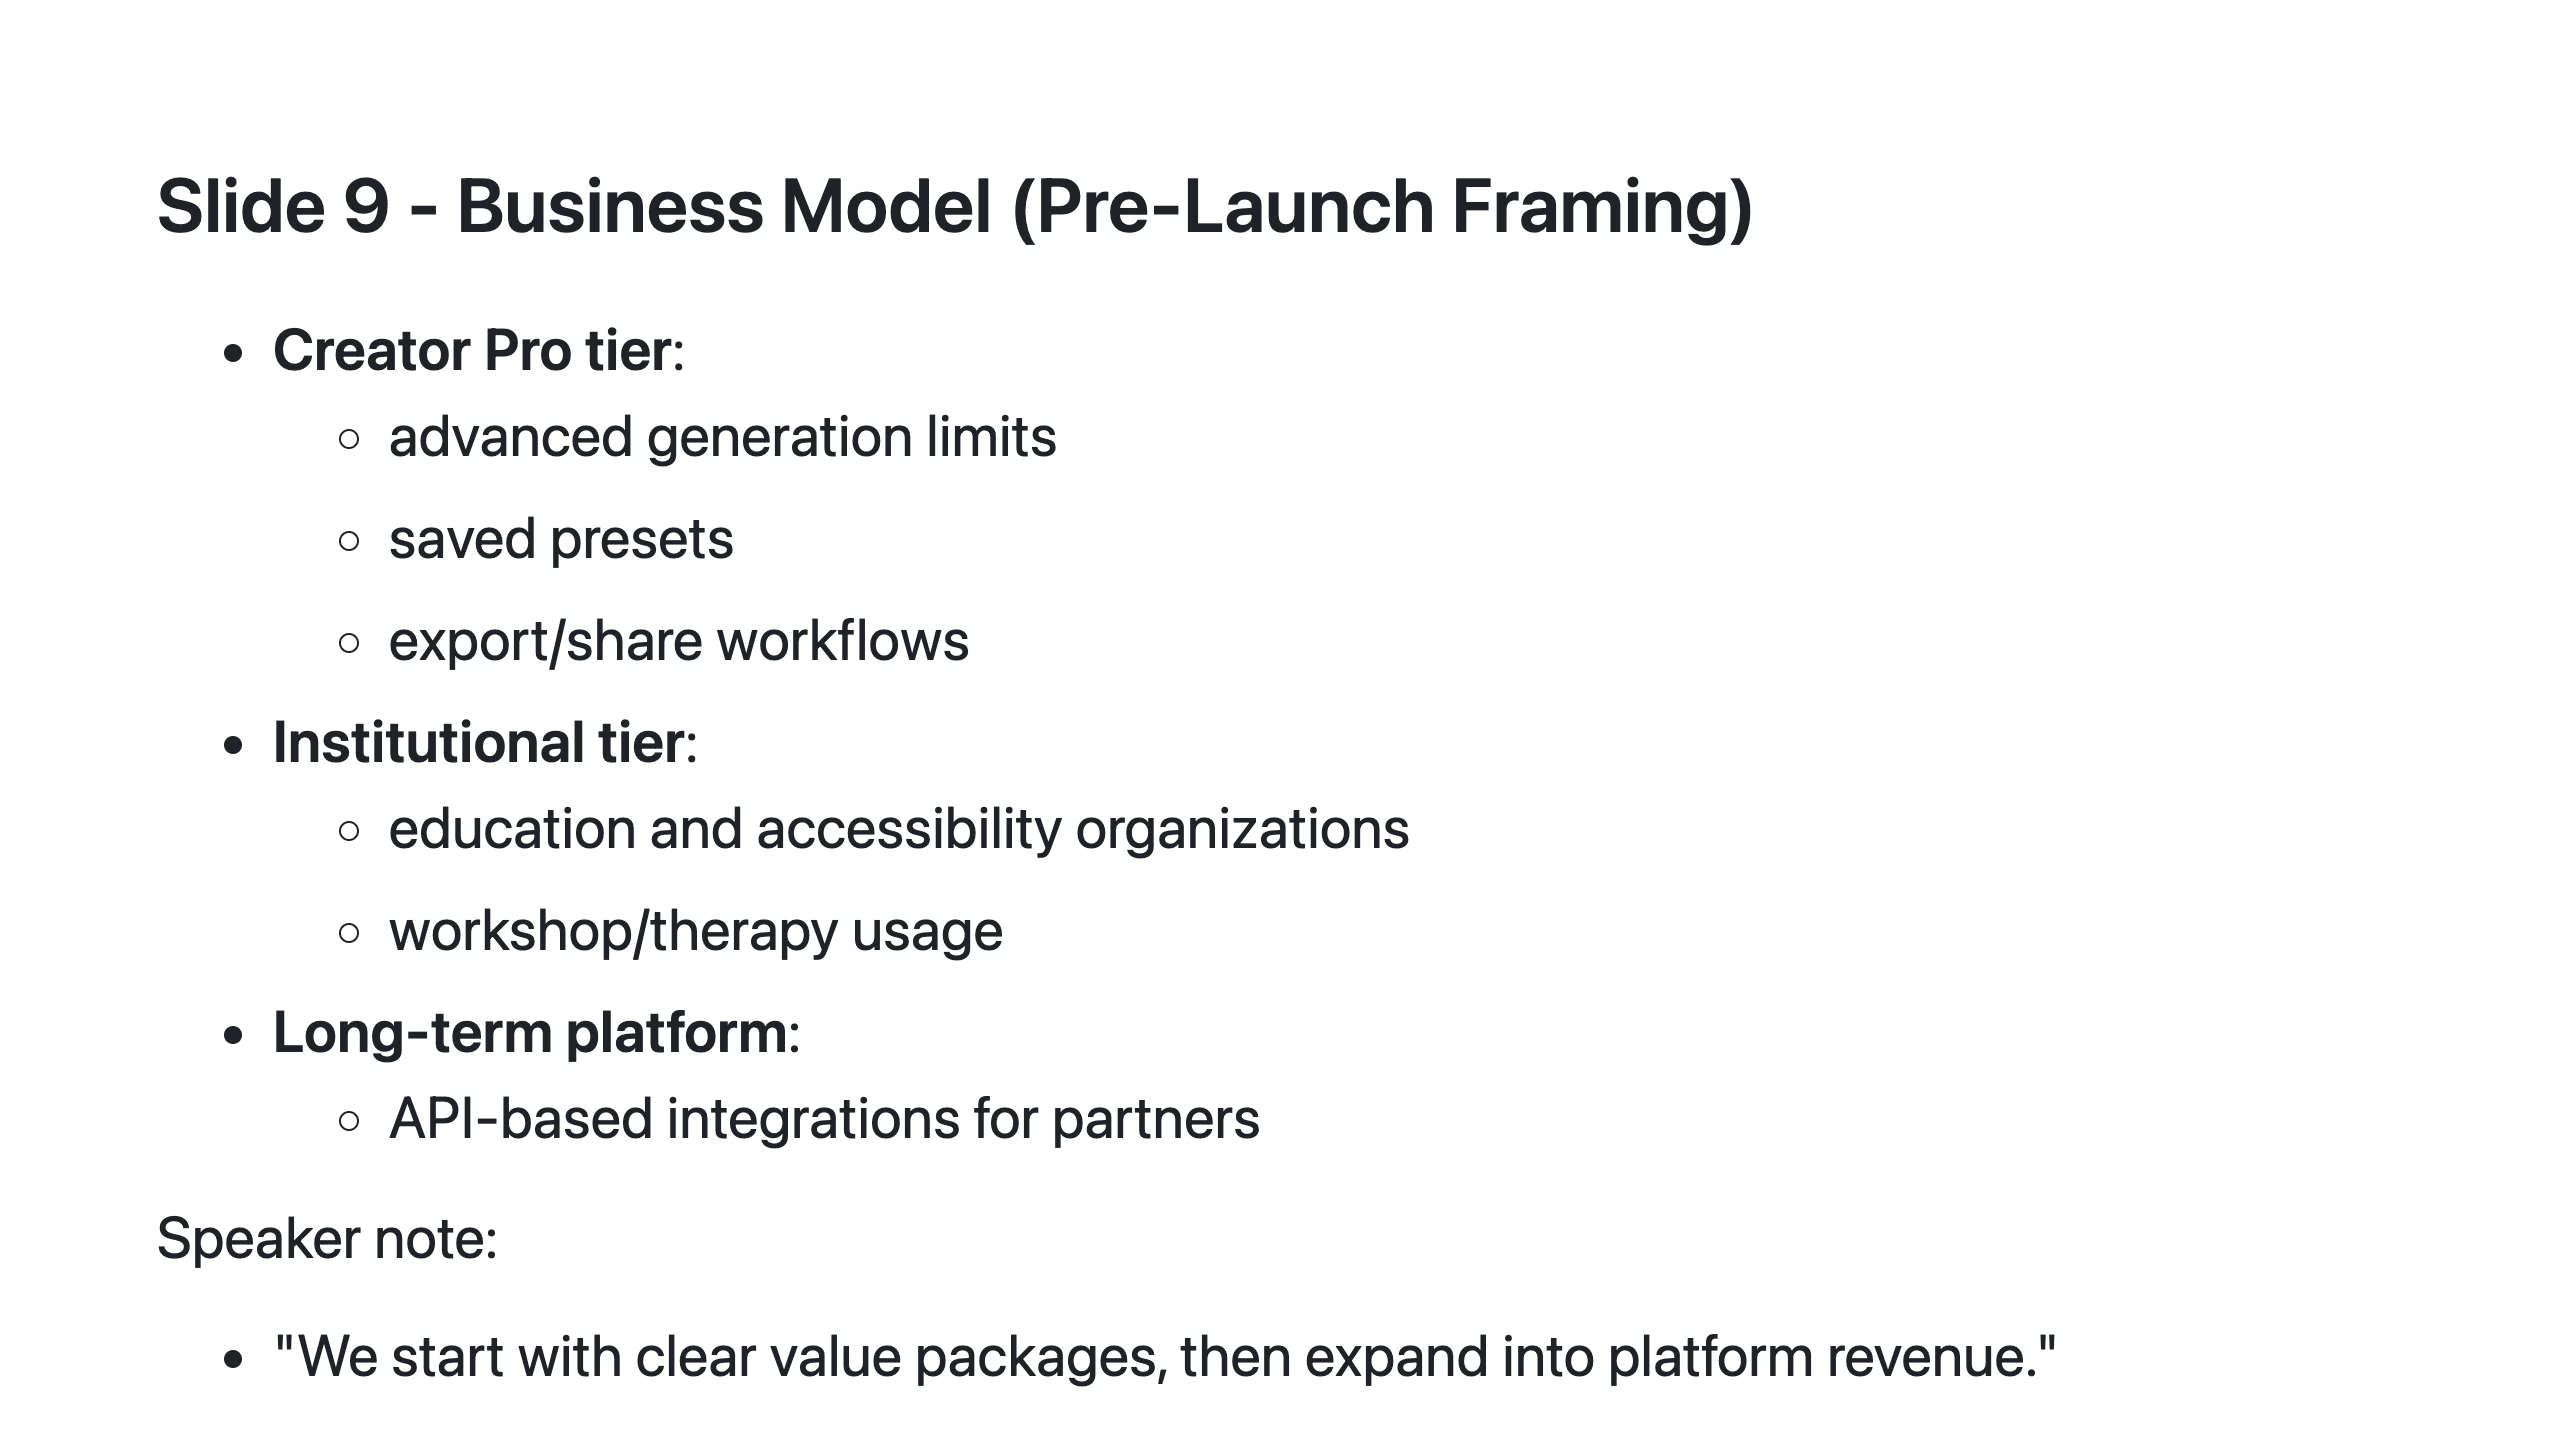 Slide 9 - Business Model (Pre-Launch Framing)
• Creator Pro tier:
◦ advanced generation limits
◦ saved presets
◦ export/share workflows
• Institutional tier:
◦ education and accessibility organizations
◦ workshop/therapy usage
• Long-term platform:
◦ API-based integrations for partners
Speaker note:
• "We start with clear value packages, then expand into platform revenue."